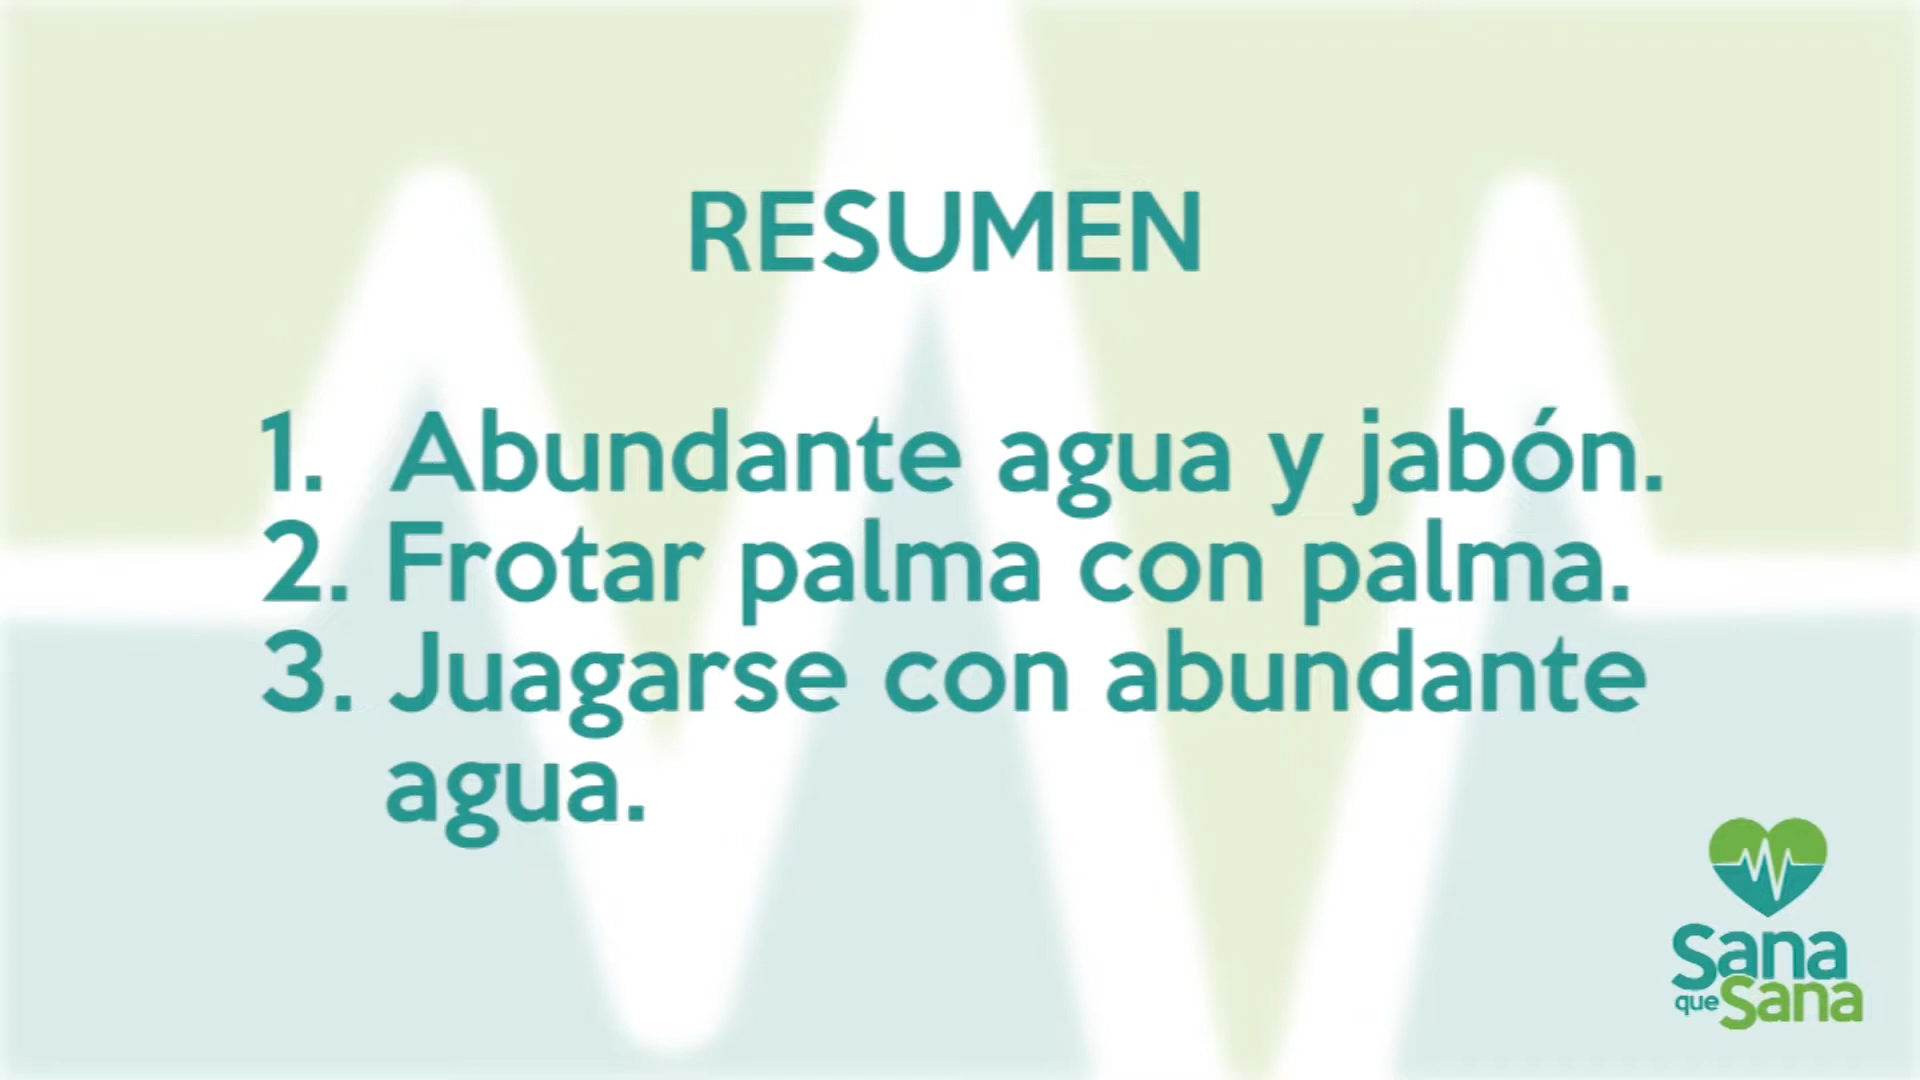 RESUMEN
1. Abundante agua y jabón.
2. Frotar palma con palma.
3. Juagarse con abundante
agua.
Sana
que Sana